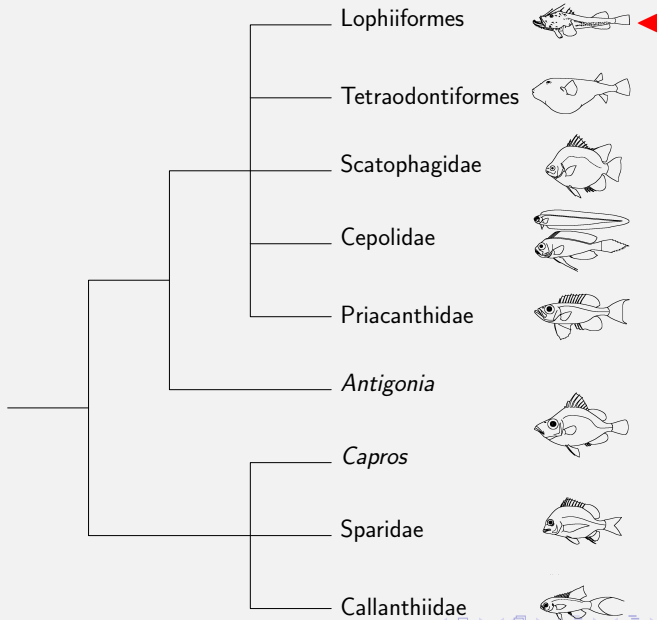 Lophiiformes
Tetraodontiformes
Scatophagidae
Cepolidae
Priacanthidae
Antigonia
Capros
Sparidae
Callanthiidae